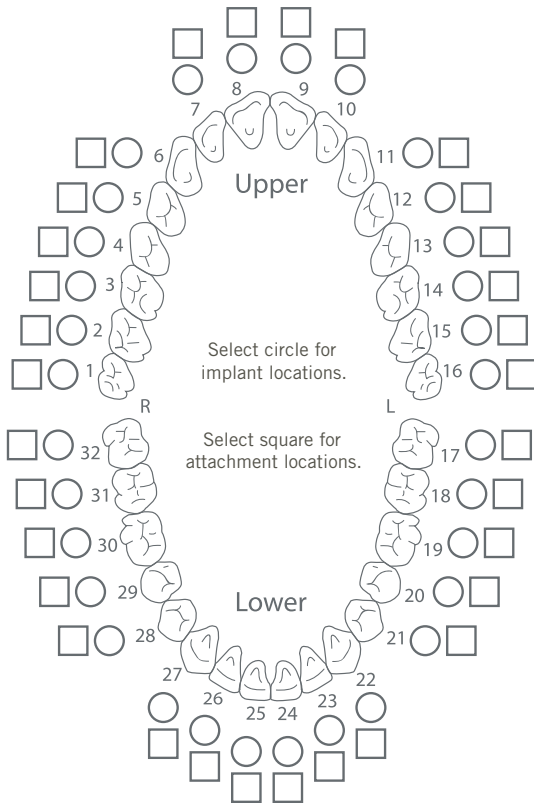 8 9
7 10
6 11
Upper
5 12
4 13
3 14
2 15
Select circle for
implant locations.
1 16
R L
Select square for
attachment locations.
32 17
31 18
30 19
29 20
Lower
28 21
27 22
26 23
25 24